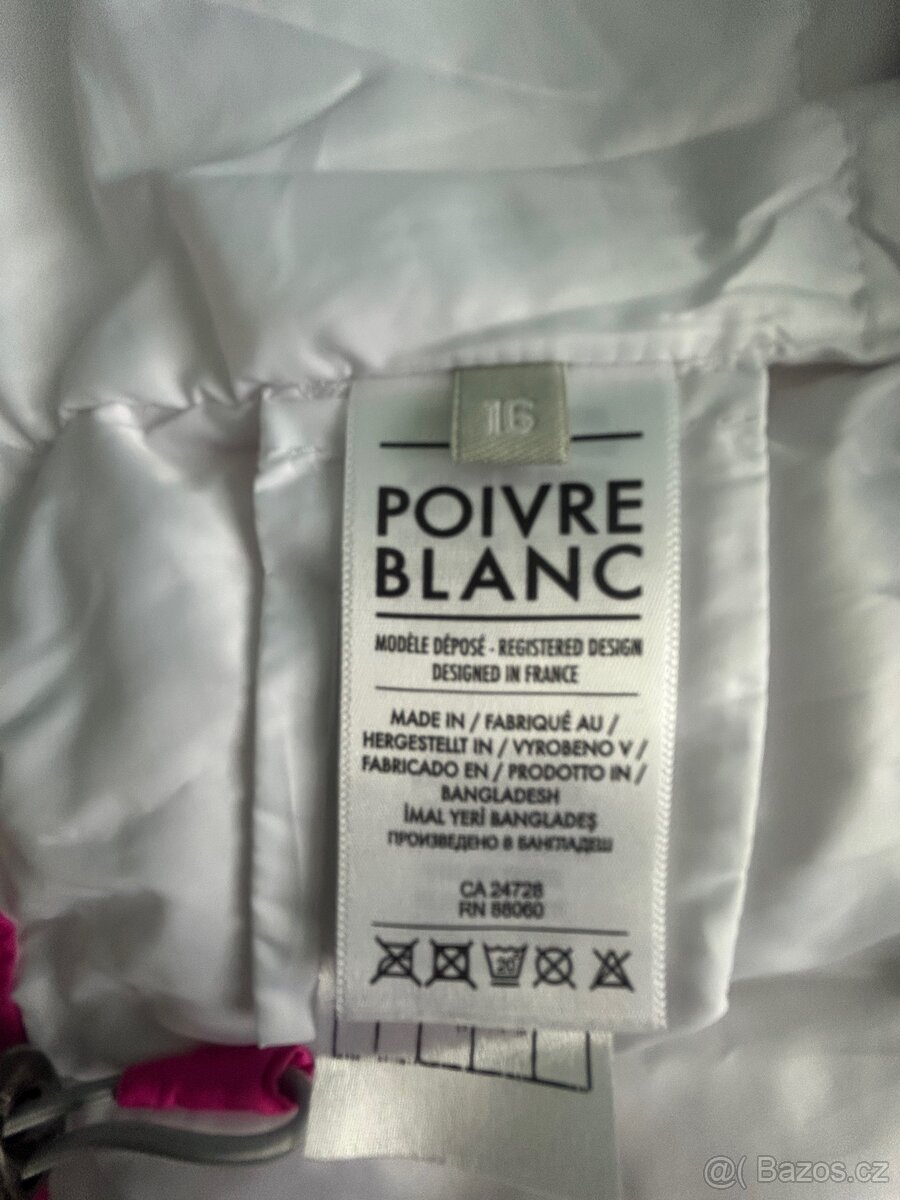 16
POIVRE
BLANC
MODÈLE DÉPOSÉ - REGISTERED DESIGN
DESIGNED IN FRANCE
MADE IN / FABRIQUÉ AU /
HERGESTELLT IN / VYROBENO V /
FABRICADO EN / PRODOTTO IN /
BANGLADESH
İMAL YERİ BANGLADEŞ
ПРОИЗВЕДЕНО В БАНГЛАДЕШ
CA 24728
RN 88060
20
@( Bazos.cz